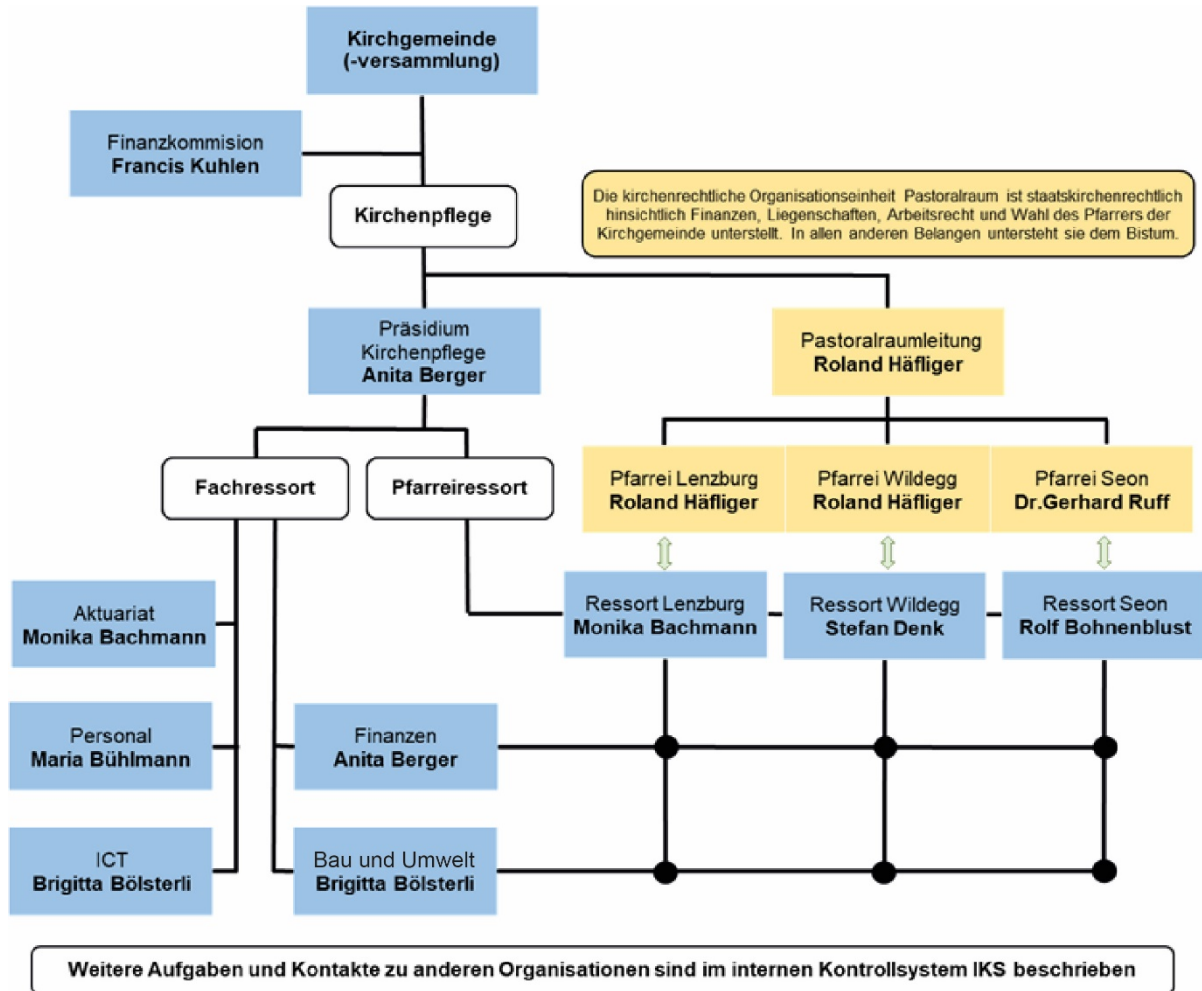 Kirchgemeinde
(-versammlung)
Finanzkommision
Francis Kuhlen
Kirchenpflege
Die kirchenrechtliche Organisationseinheit Pastoralraum ist staatskirchenrechtlich
hinsichtlich Finanzen, Liegenschaften, Arbeitsrecht und Wahl des Pfarrers der
Kirchgemeinde unterstellt. In allen anderen Belangen untersteht sie dem Bistum.
Präsidium
Kirchenpflege
Anita Berger
Pastoralraumleitung
Roland Häfliger
Fachressort
Pfarreiressort
Pfarrei Lenzburg
Roland Häfliger
Pfarrei Wildegg
Roland Häfliger
Pfarrei Seon
Dr.Gerhard Ruff
Aktuariat
Monika Bachmann
Ressort Lenzburg
Monika Bachmann
Ressort Wildegg
Stefan Denk
Ressort Seon
Rolf Bohnenblust
Personal
Maria Bühlmann
Finanzen
Anita Berger
ICT
Brigitta Bölsterli
Bau und Umwelt
Brigitta Bölsterli
Weitere Aufgaben und Kontakte zu anderen Organisationen sind im internen Kontrollsystem IKS beschrieben